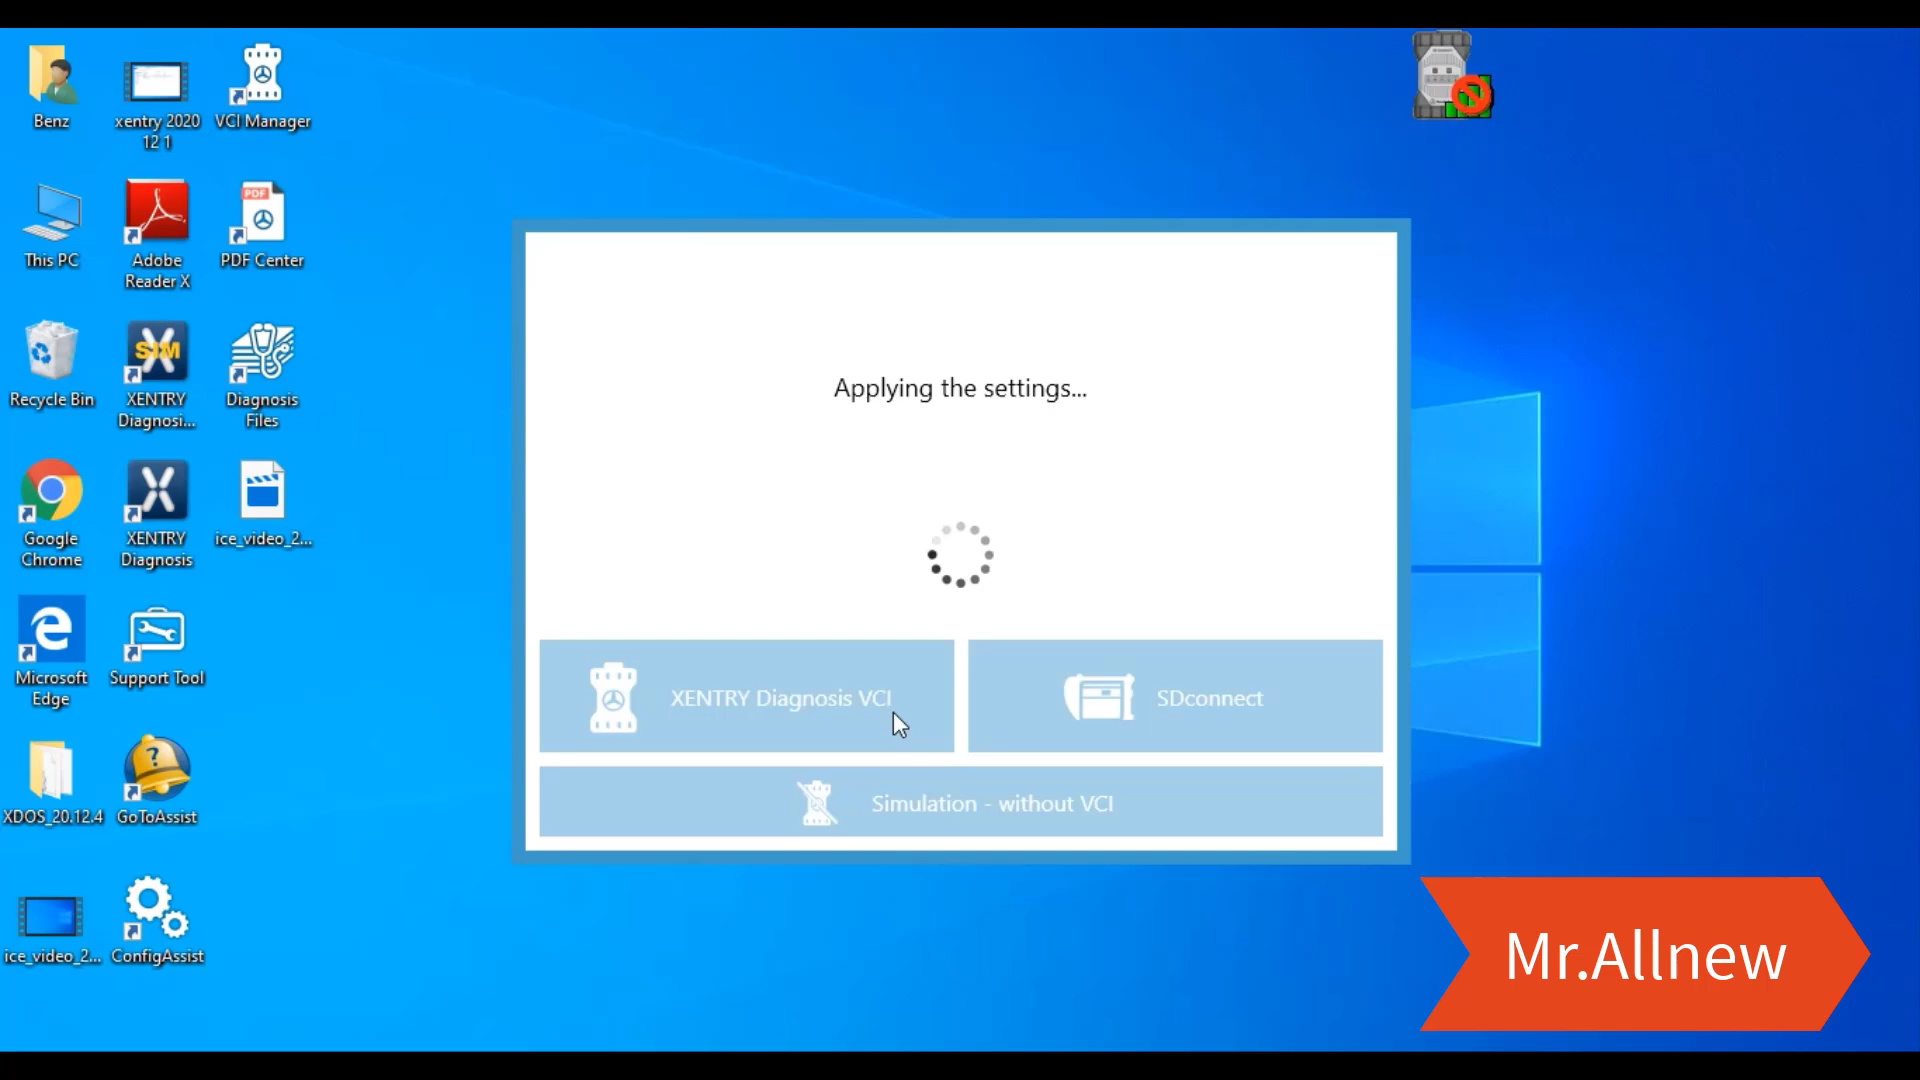 Benz
xentry 2020
12 1
VCI Manager
This PC
Adobe
Reader X
PDF
PDF Center
Recycle Bin
SIM
XENTRY
Diagnosi...
Diagnosis
Files
Google
Chrome
XENTRY
Diagnosis
ice_video_2...
Microsoft
Edge
Support Tool
XDOS_20.12.4
GoToAssist
ice_video_2...
ConfigAssist
Applying the settings...
XENTRY Diagnosis VCI
SDconnect
Simulation - without VCI
Mr.Allnew